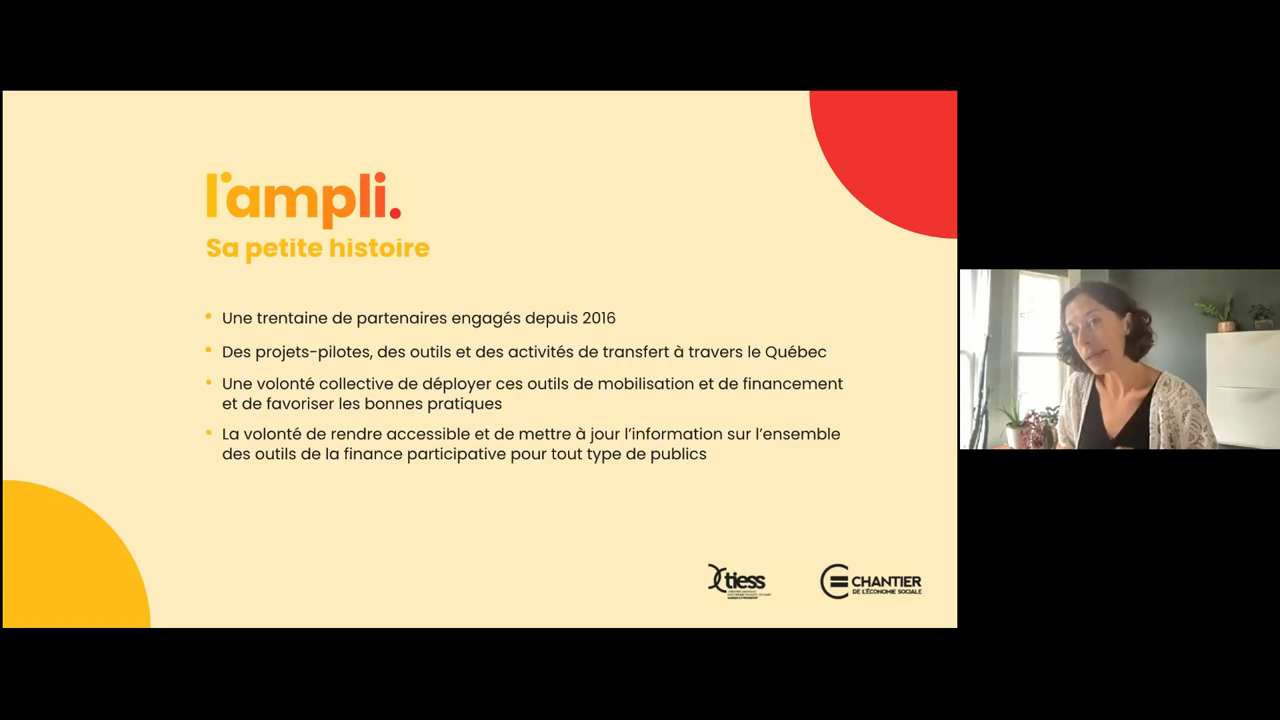 l'ampli.
Sa petite histoire
• Une trentaine de partenaires engagés depuis 2016
• Des projets-pilotes, des outils et des activités de transfert à travers le Québec
• Une volonté collective de déployer ces outils de mobilisation et de financement
et de favoriser les bonnes pratiques
• La volonté de rendre accessible et de mettre à jour l'information sur l'ensemble
des outils de la finance participative pour tout type de publics
tiess
CHANTIER
DE L'ÉCONOMIE SOCIALE